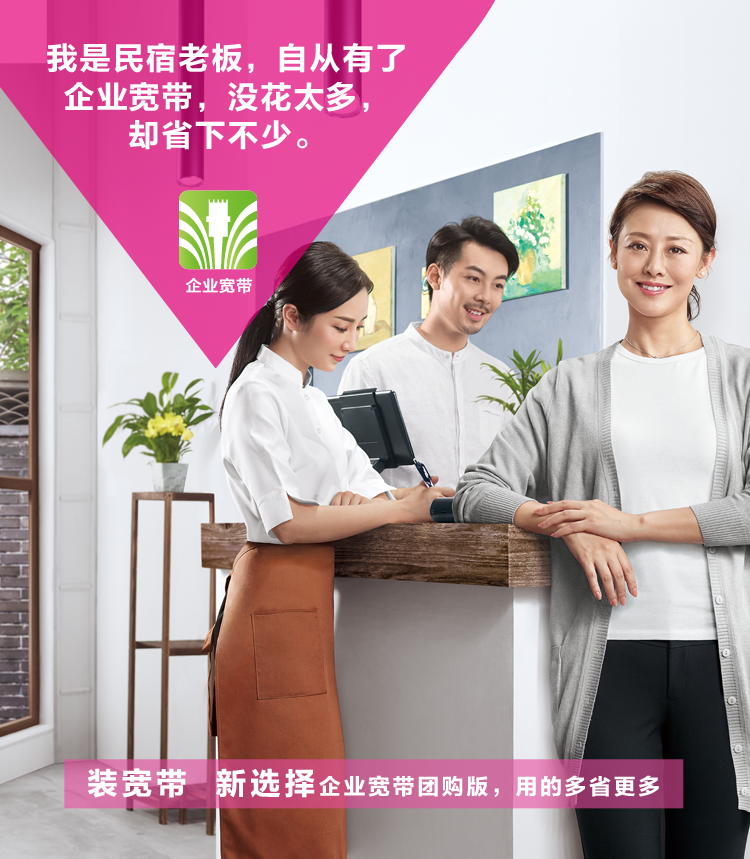 我是民宿老板，自从有了
企业宽带，没花太多，
却省下不少。
企业宽带
装宽带 新选择企业宽带团购版，用的多省更多